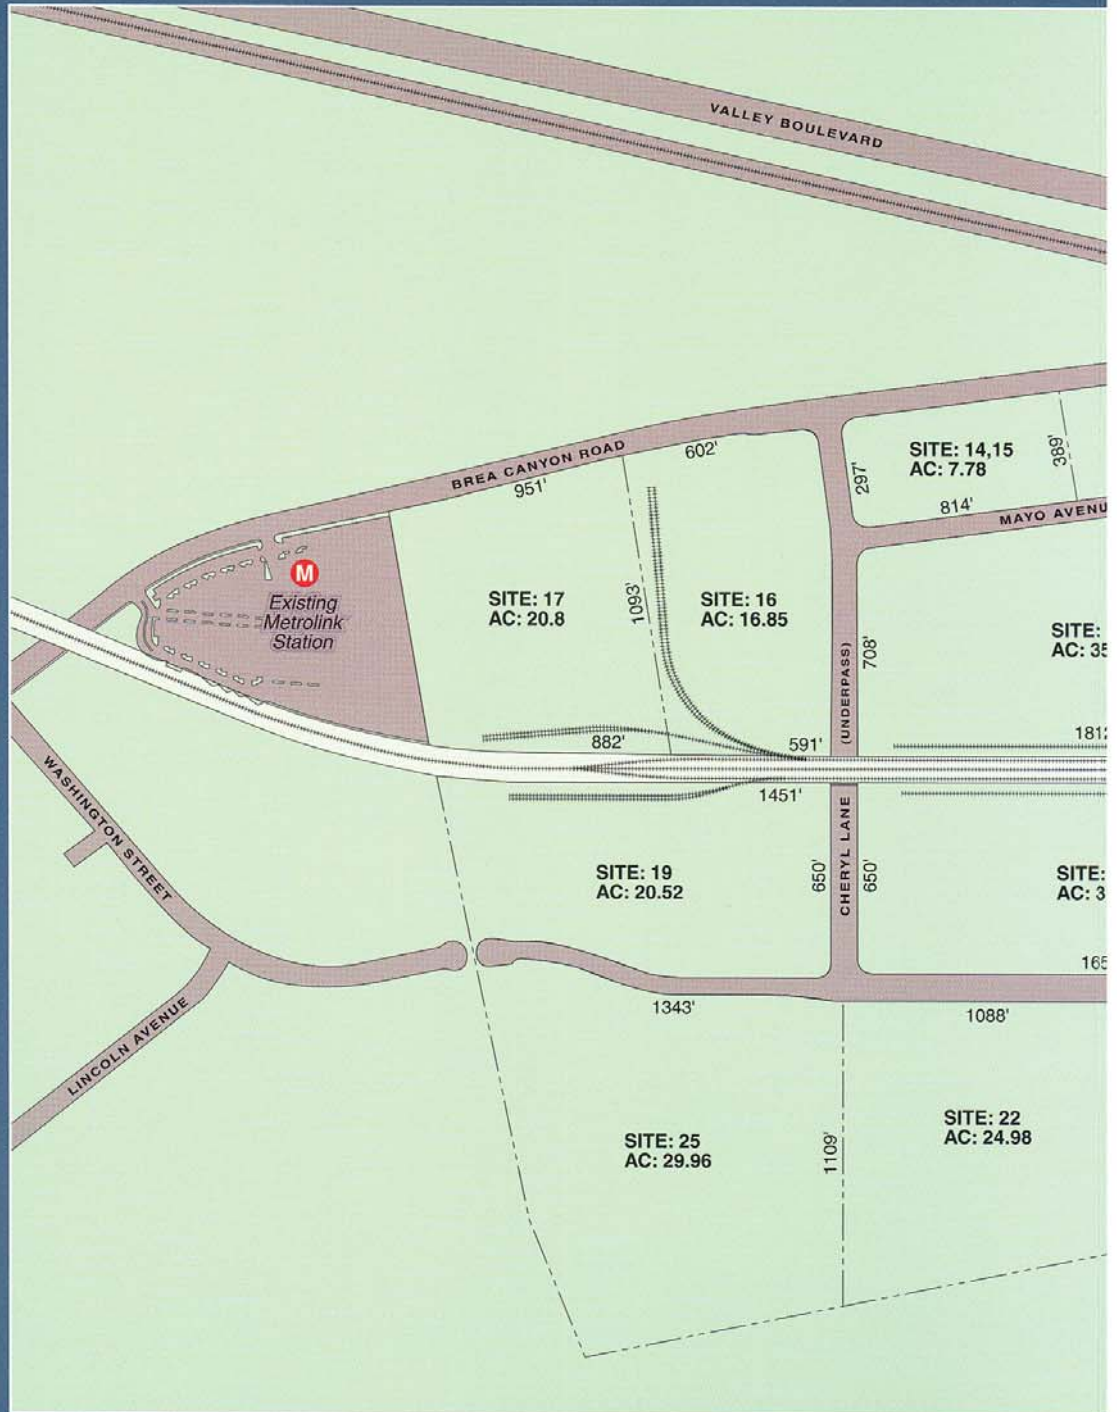 VALLEY BOULEVARD
BREA CANYON ROAD
602'
951'
SITE: 14,15
AC: 7.78
389'
297'
814'
MAYO AVENU
M
Existing
Metrolink
Station
SITE: 17
AC: 20.8
1093'
SITE: 16
AC: 16.85
(UNDERPASS)
708'
SITE:
AC: 35
882'
591'
1812
1451'
WASHINGTON STREET
SITE: 19
AC: 20.52
650'
CHERYL LANE
650'
SITE:
AC: 3
165
1343'
1088'
LINCOLN AVENUE
SITE: 25
AC: 29.96
1109'
SITE: 22
AC: 24.98